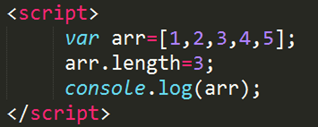 <script>
var arr=[1,2,3,4,5];
arr.length=3;
console.log(arr);
</script>